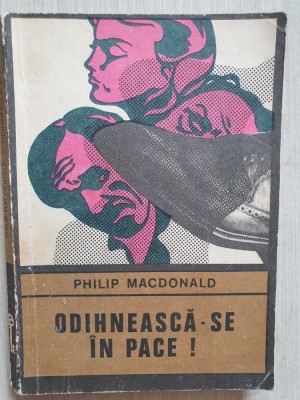 PHILIP MACDONALD
ODIHNEASCĂ-SE
ÎN PACE !